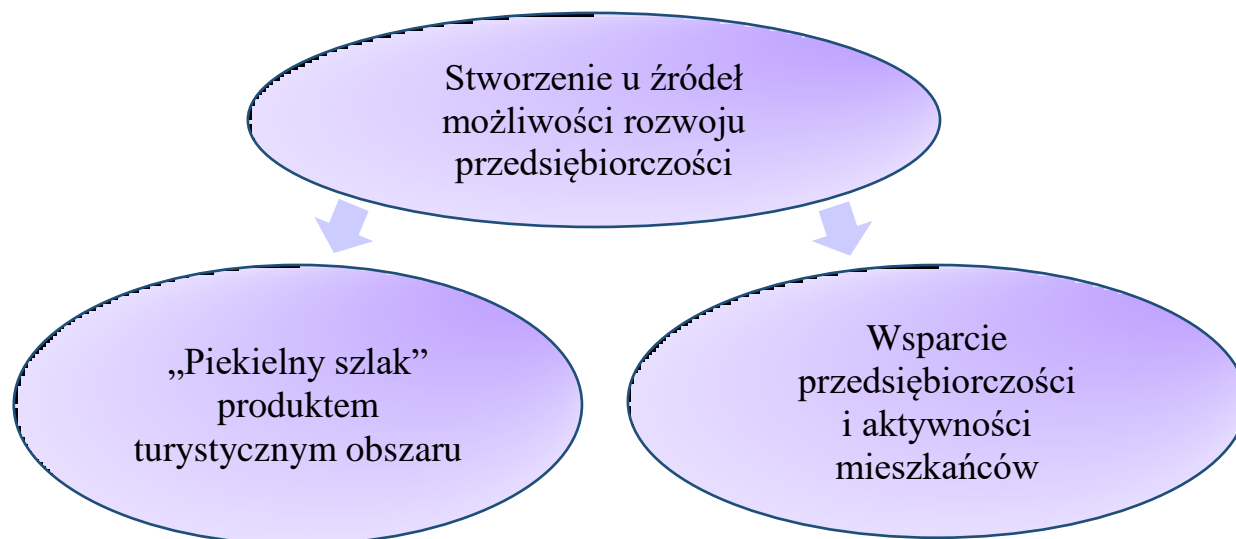 Stworzenie u źródeł
możliwości rozwoju
przedsiębiorczości
„Piekielny szlak”
produktem
turystycznym obszaru
Wsparcie
przedsiębiorczości
i aktywności
mieszkańców